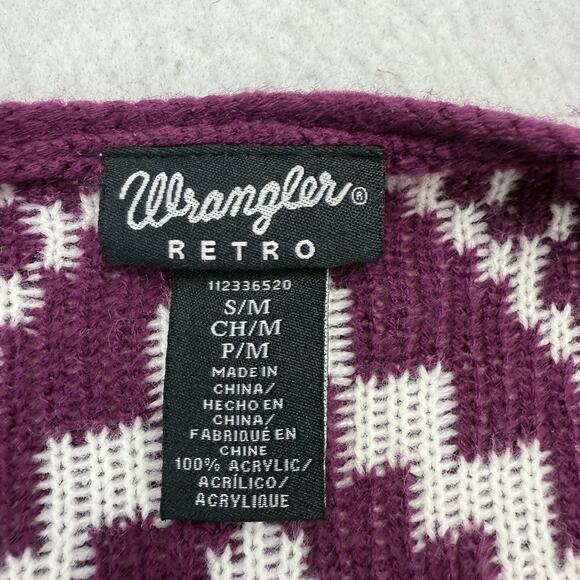 Wrangler®
RETRO
112336520
S/M
CH/M
P/M
MADE IN
CHINA/
HECHO EN
CHINA/
FABRIQUÉ EN
CHINE
100% ACRYLIC/
ACRÍLICO/
ACRYLIQUE